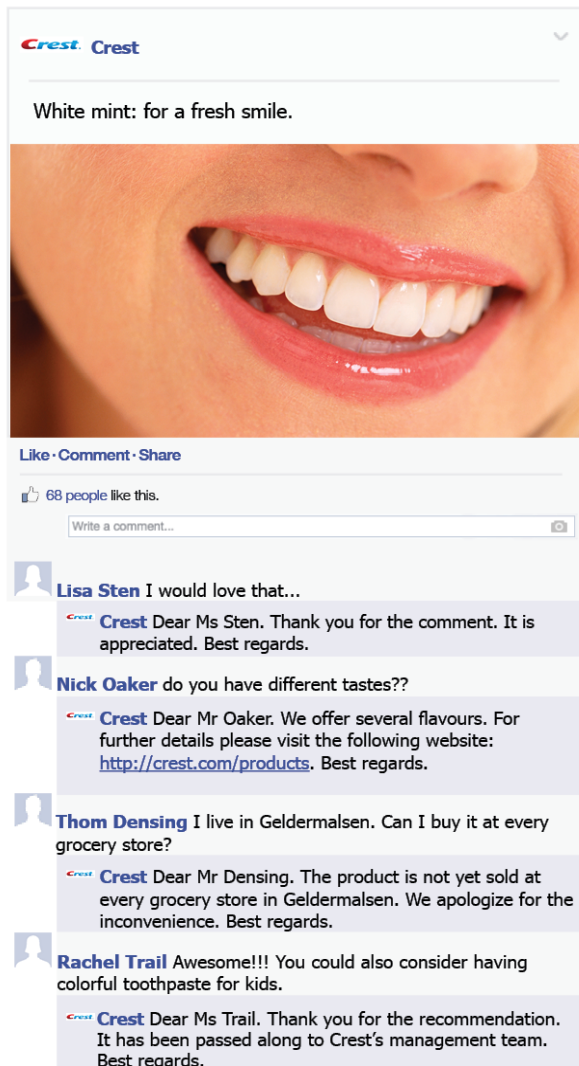 Crest. Crest
White mint: for a fresh smile.
Like · Comment · Share
68 people like this.
Write a comment...
Lisa Sten I would love that...
Crest Crest Dear Ms Sten. Thank you for the comment. It is
appreciated. Best regards.
Nick Oaker do you have different tastes??
Crest Crest Dear Mr Oaker. We offer several flavours. For
further details please visit the following website:
http://crest.com/products. Best regards.
Thom Densing I live in Geldermalsen. Can I buy it at every
grocery store?
Crest Crest Dear Mr Densing. The product is not yet sold at
every grocery store in Geldermalsen. We apologize for the
inconvenience. Best regards.
Rachel Trail Awesome!!! You could also consider having
colorful toothpaste for kids.
Crest Crest Dear Ms Trail. Thank you for the recommendation.
It has been passed along to Crest’s management team.
Best regards.